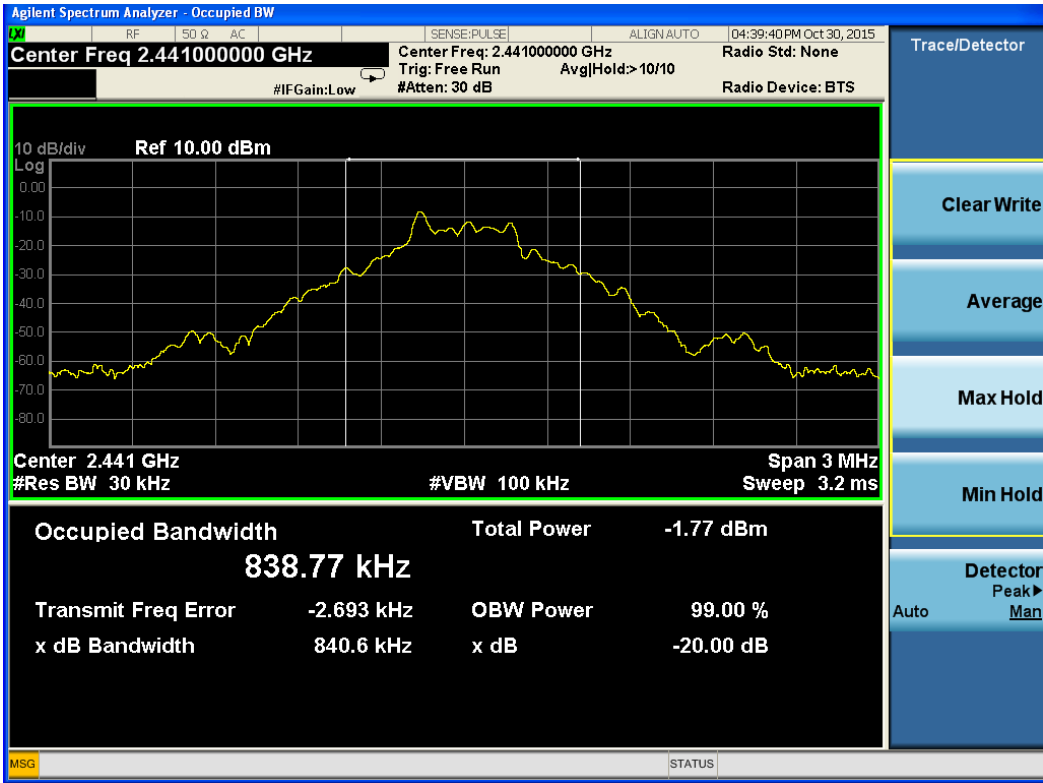 Agilent Spectrum Analyzer - Occupied BW
LXI RF 50 Ω AC SENSE:PULSE ALIGN AUTO 04:39:40 PM Oct 30, 2015
Center Freq 2.441000000 GHz
Center Freq: 2.441000000 GHz Radio Std: None
Trig: Free Run Avg|Hold:>10/10
#IFGain:Low #Atten: 30 dB Radio Device: BTS
10 dB/div Ref 10.00 dBm
Log
0.00
-10.0
-20.0
-30.0
-40.0
-50.0
-60.0
-70.0
-80.0
Center 2.441 GHz Span 3 MHz
#Res BW 30 kHz #VBW 100 kHz Sweep 3.2 ms
Occupied Bandwidth Total Power -1.77 dBm
838.77 kHz
Transmit Freq Error -2.693 kHz OBW Power 99.00 %
x dB Bandwidth 840.6 kHz x dB -20.00 dB
MSG STATUS
Trace/Detector
Clear Write
Average
Max Hold
Min Hold
Detector
Peak▶
Auto Man